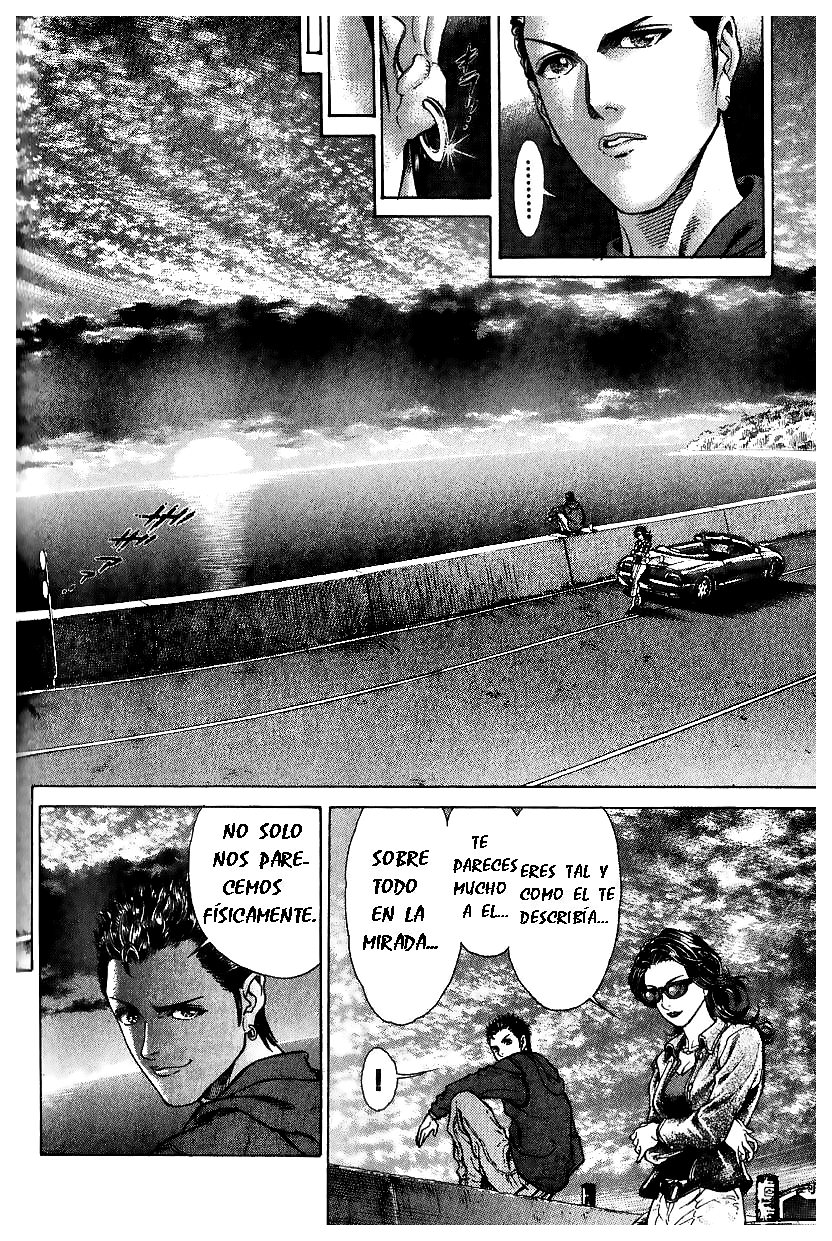 .........
ERES TAL Y
COMO EL TE
DESCRIBÍA...
TE
PARECES
MUCHO
A EL...
SOBRE
TODO
EN LA
MIRADA...
!
NO SOLO
NOS PARE-
CEMOS
FÍSICAMENTE.